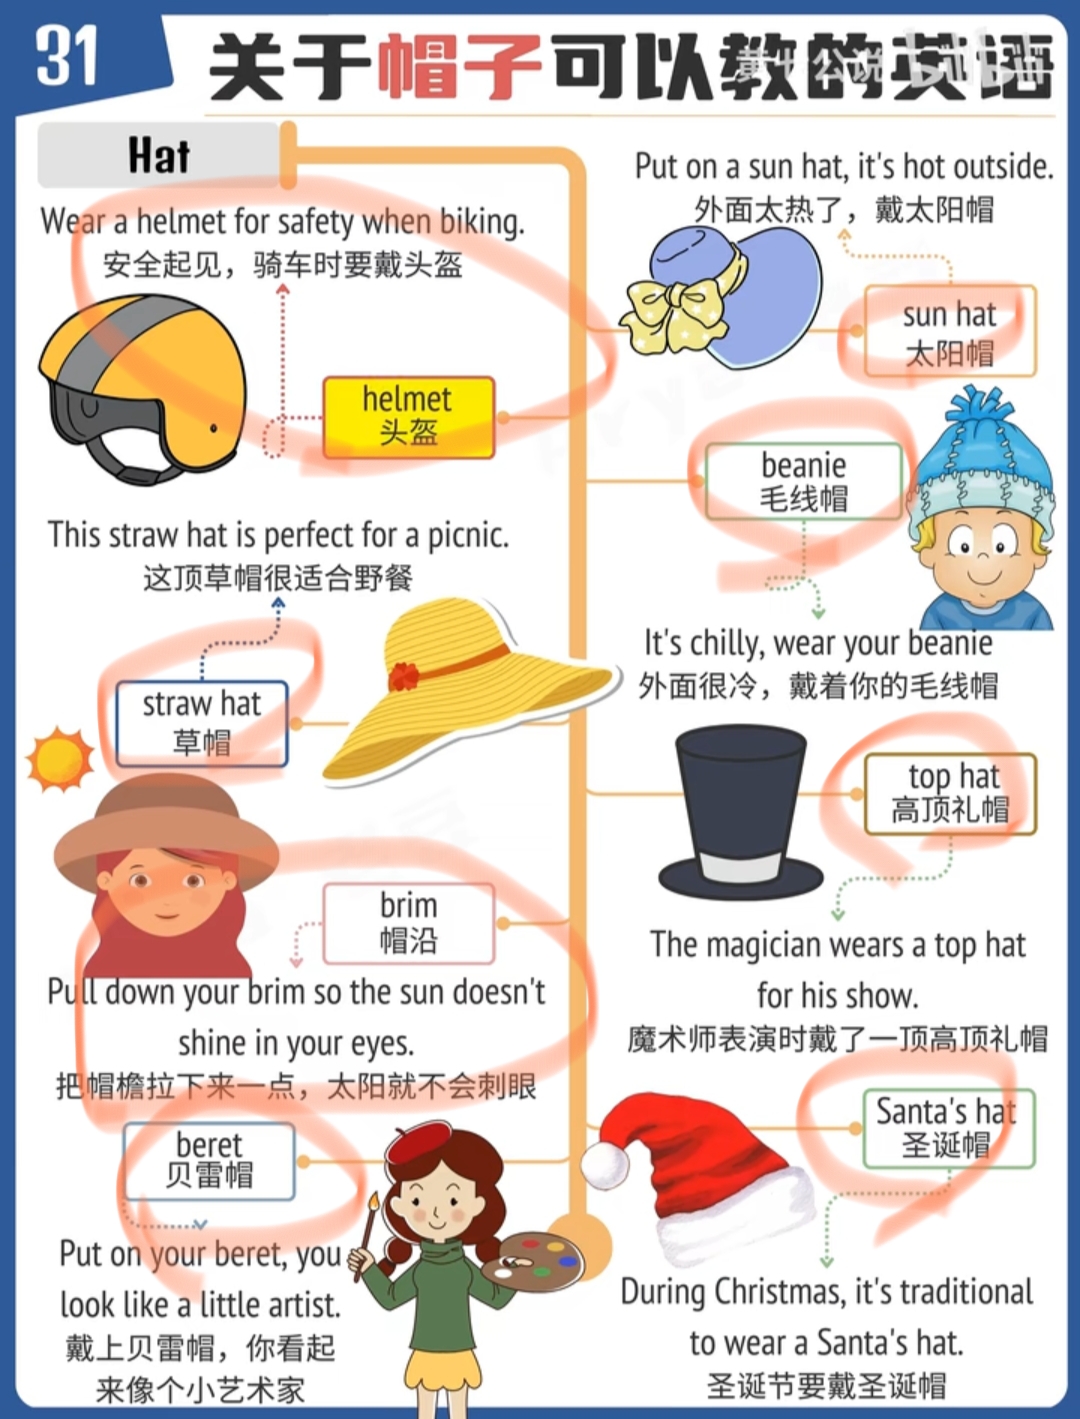 31
关于帽子可以教的英语
Hat
Wear a helmet for safety when biking.
安全起见，骑车时要戴头盔
helmet
头盔
This straw hat is perfect for a picnic.
这顶草帽很适合野餐
straw hat
草帽
brim
帽沿
Pull down your brim so the sun doesn't
shine in your eyes.
把帽檐拉下来一点，太阳就不会刺眼
beret
贝雷帽
Put on your beret, you
look like a little artist.
戴上贝雷帽，你看起
来像个小艺术家
Put on a sun hat, it's hot outside.
外面太热了，戴太阳帽
sun hat
太阳帽
beanie
毛线帽
It's chilly, wear your beanie
外面很冷，戴着你的毛线帽
top hat
高顶礼帽
The magician wears a top hat
for his show.
魔术师表演时戴了一顶高顶礼帽
Santa's hat
圣诞帽
During Christmas, it's traditional
to wear a Santa's hat.
圣诞节要戴圣诞帽